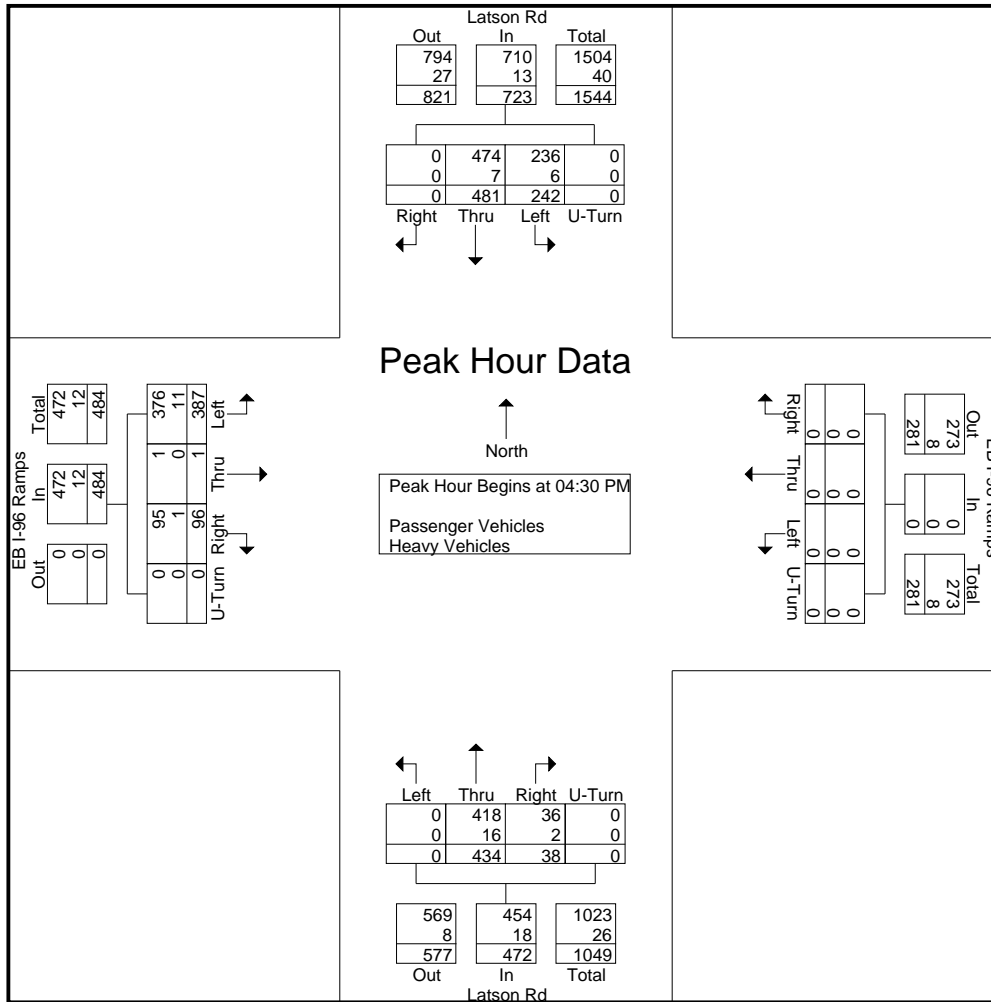 Latson Rd
Out In Total
794 710 1504
27 13 40
821 723 1544
0 474 236 0
0 7 6 0
0 481 242 0
Right Thru Left U-Turn
Peak Hour Data
North
Peak Hour Begins at 04:30 PM
Passenger Vehicles
Heavy Vehicles
EB I-96 Ramps
Out In Total
0 472 472
0 12 12
0 484 484
U-Turn Right Thru Left
0 95 1 376
0 1 0 11
0 96 1 387
Right Thru Left U-Turn
0 0 0 0
0 0 0 0
0 0 0 0
Out In Total
273 0 273
8 0 8
281 0 281
Ramps
Left Thru Right U-Turn
0 418 36 0
0 16 2 0
0 434 38 0
569 454 1023
8 18 26
577 472 1049
Out In Total
Latson Rd